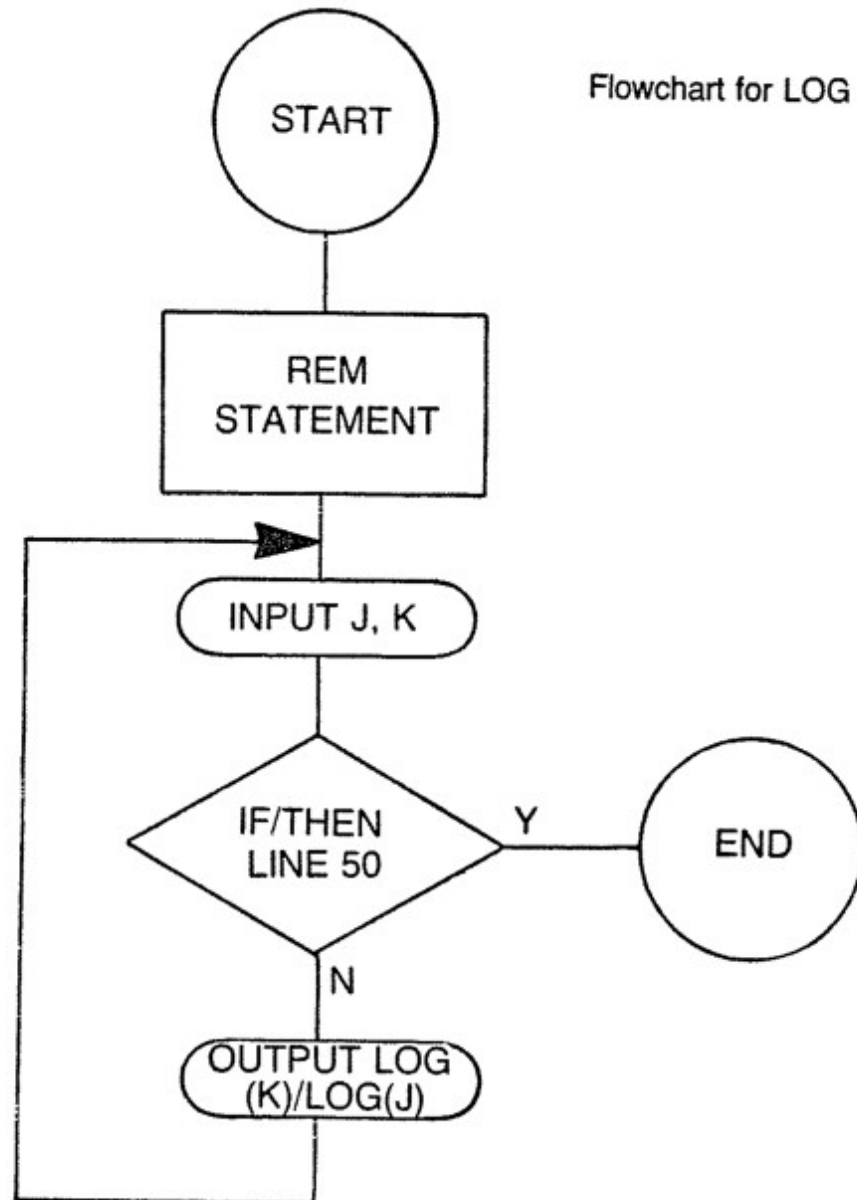 Flowchart for LOG
START
REM
STATEMENT
INPUT J, K
IF/THEN
LINE 50
Y
END
N
OUTPUT LOG
(K)/LOG(J)